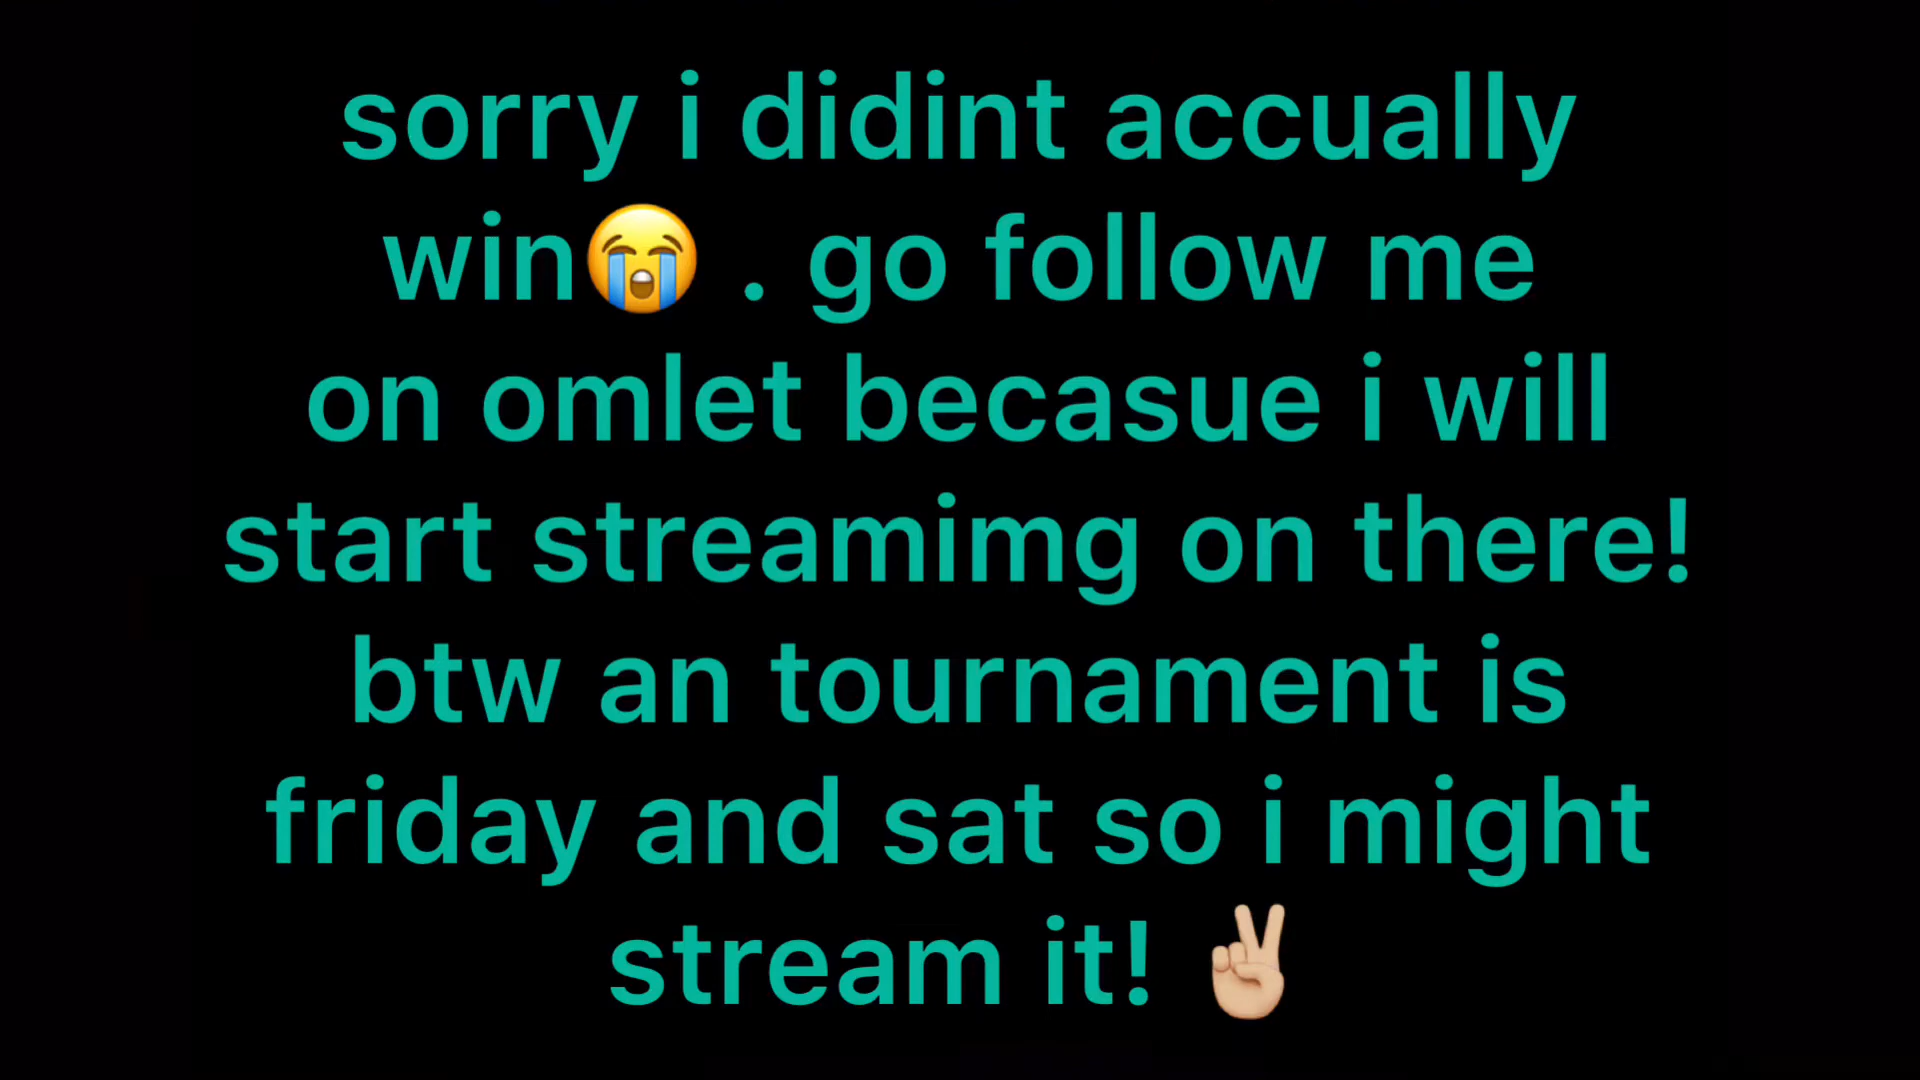 sorry i didint accually
win😭 . go follow me
on omlet becasue i will
start streamimg on there!
btw an tournament is
friday and sat so i might
stream it! ✌🏼